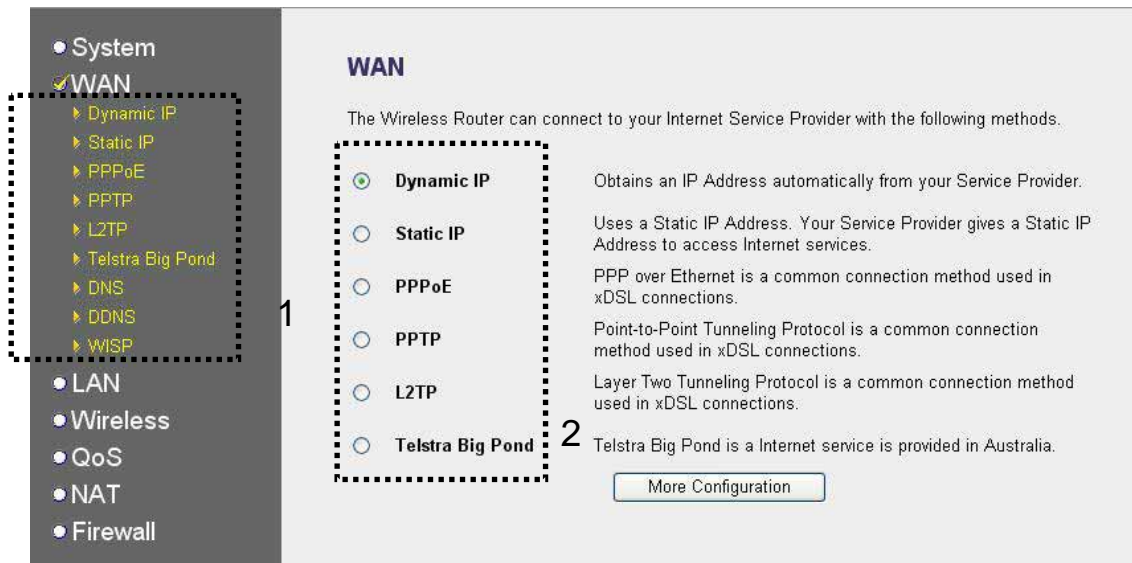 System
WAN
Dynamic IP
Static IP
PPPoE
PPTP
L2TP
Telstra Big Pond
DNS
DDNS
WISP
1
LAN
Wireless
QoS
NAT
Firewall
WAN
The Wireless Router can connect to your Internet Service Provider with the following methods.
Dynamic IP
Obtains an IP Address automatically from your Service Provider.
Static IP
Uses a Static IP Address. Your Service Provider gives a Static IP
Address to access Internet services.
PPPoE
PPP over Ethernet is a common connection method used in
xDSL connections.
PPTP
Point-to-Point Tunneling Protocol is a common connection
method used in xDSL connections.
L2TP
Layer Two Tunneling Protocol is a common connection method
used in xDSL connections.
Telstra Big Pond
2
Telstra Big Pond is a Internet service is provided in Australia.
More Configuration